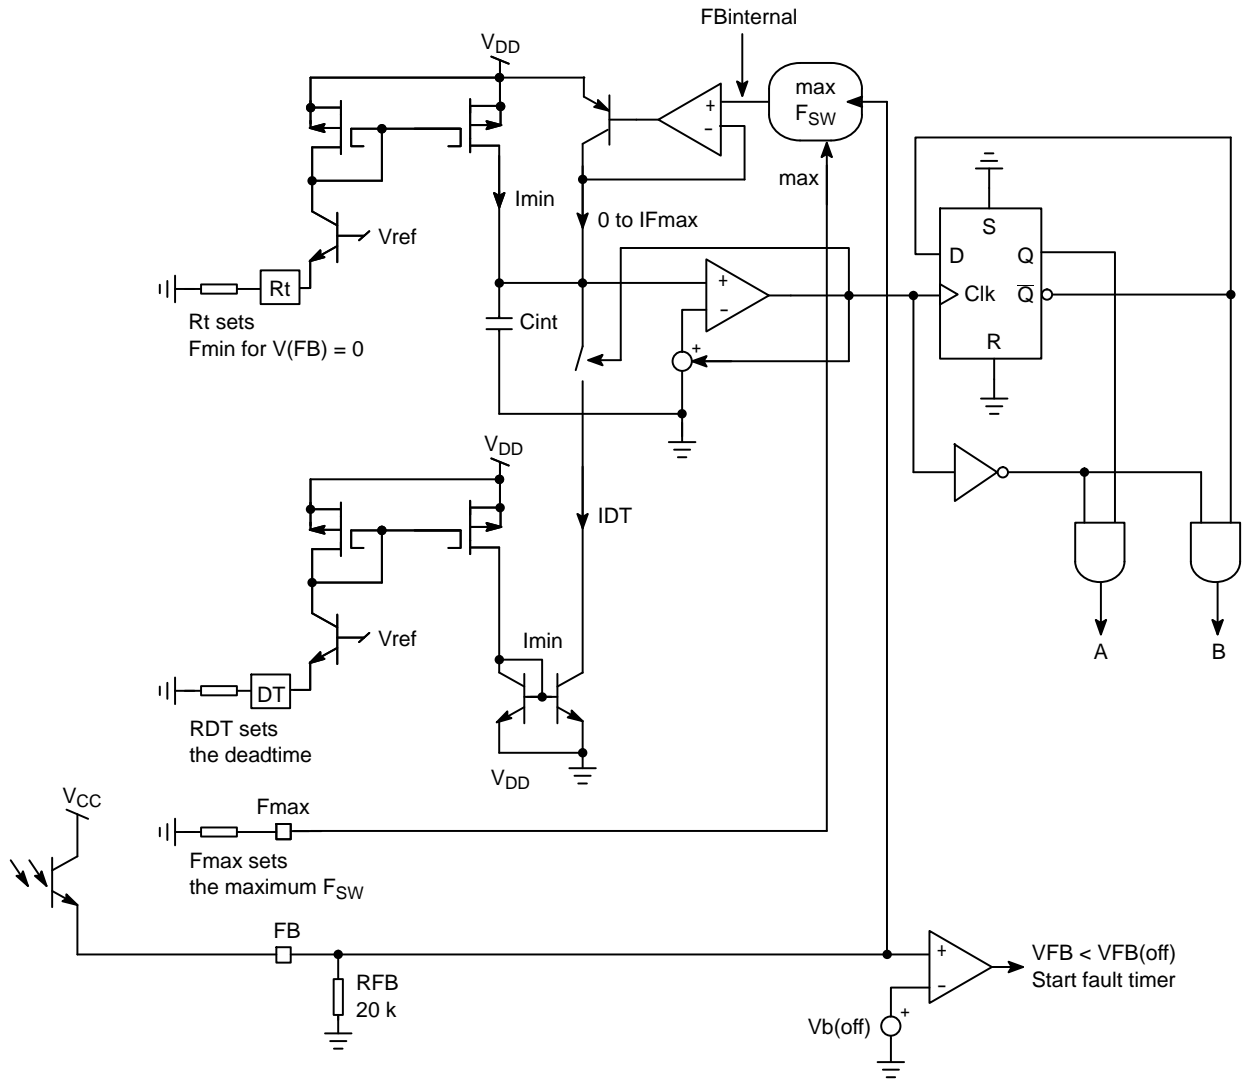 FBinternal
VDD
max
FSW
+
−
max
Imin
0 to IFmax
Vref
S
D
Q
Clk
Q
R
Rt
Rt sets
Fmin for V(FB) = 0
Cint
+
−
+
VDD
IDT
Vref
Imin
A
B
DT
RDT sets
the deadtime
VDD
VCC
Fmax
Fmax sets
the maximum FSW
FB
RFB
20 k
+
−
VFB < VFB(off)
Start fault timer
Vb(off)
+